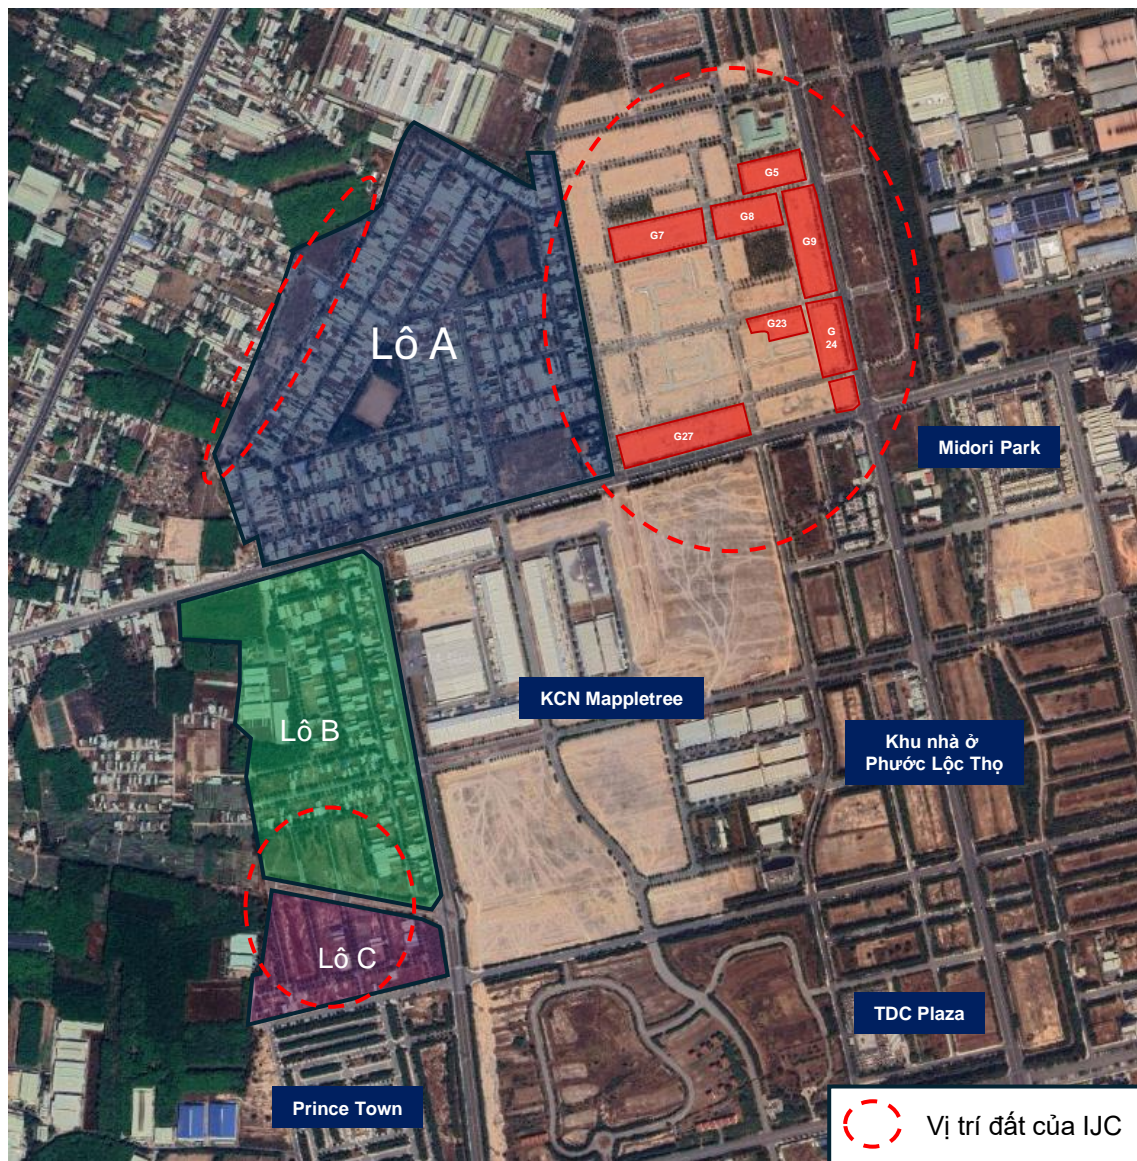 G5
G8
G7
G9
Lô A
G23
G
24
G27
Midori Park
KCN Mappletree
Lô B
Khu nhà ở
Phước Lộc Thọ
Lô C
TDC Plaza
Prince Town
Vị trí đất của IJC